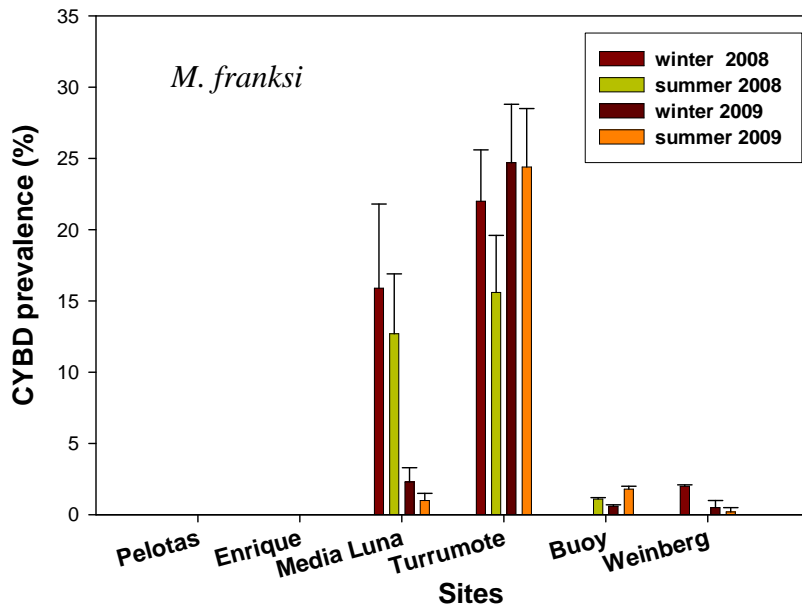 35
30
25
20
15
10
5
0
CYBD prevalence (%)
M. franksi
winter 2008
summer 2008
winter 2009
summer 2009
Pelotas
Enrique
Media Luna
Turrumote
Buoy
Weinberg
Sites